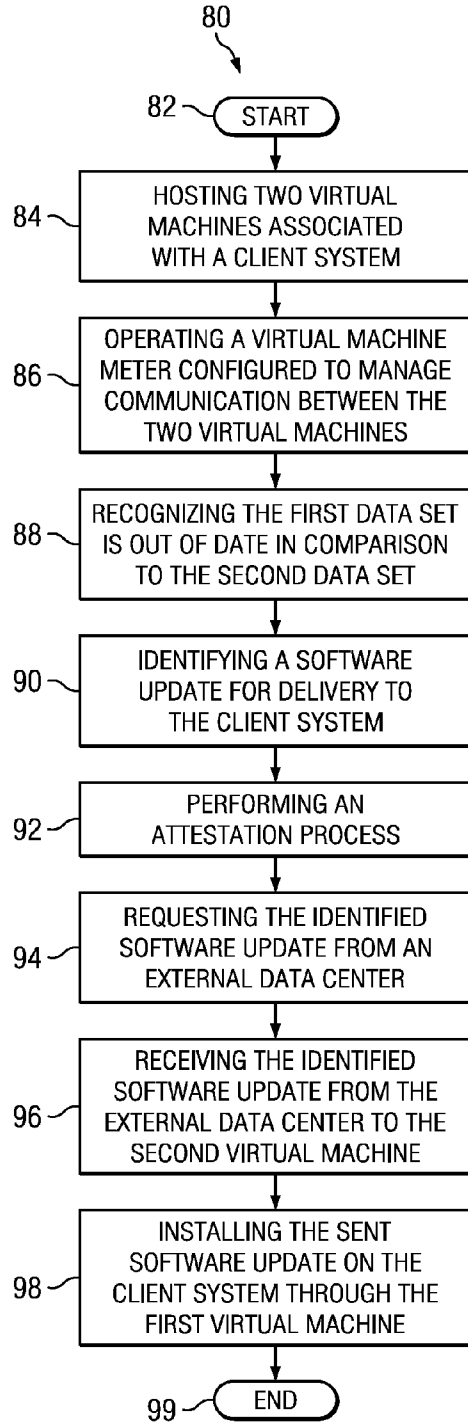 80
82
START
84
HOSTING TWO VIRTUAL
MACHINES ASSOCIATED
WITH A CLIENT SYSTEM
86
OPERATING A VIRTUAL MACHINE
METER CONFIGURED TO MANAGE
COMMUNICATION BETWEEN THE
TWO VIRTUAL MACHINES
88
RECOGNIZING THE FIRST DATA SET
IS OUT OF DATE IN COMPARISON
TO THE SECOND DATA SET
90
IDENTIFYING A SOFTWARE
UPDATE FOR DELIVERY TO
THE CLIENT SYSTEM
92
PERFORMING AN
ATTESTATION PROCESS
94
REQUESTING THE IDENTIFIED
SOFTWARE UPDATE FROM AN
EXTERNAL DATA CENTER
96
RECEIVING THE IDENTIFIED
SOFTWARE UPDATE FROM THE
EXTERNAL DATA CENTER TO THE
SECOND VIRTUAL MACHINE
98
INSTALLING THE SENT
SOFTWARE UPDATE ON THE
CLIENT SYSTEM THROUGH THE
FIRST VIRTUAL MACHINE
99
END